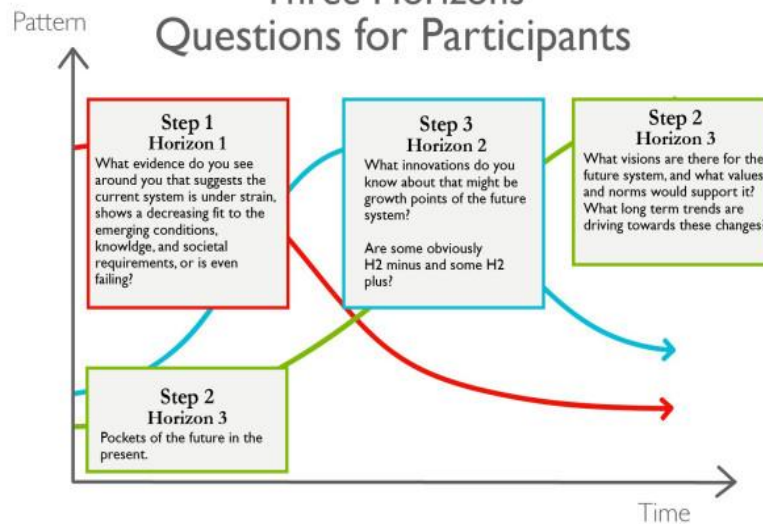 Three Horizons
Questions for Participants
Pattern
Step 1
Horizon 1
What evidence do you see
around you that suggests the
current system is under strain,
shows a decreasing fit to the
emerging conditions,
knowldge, and societal
requirements, or is even
failing?
Step 3
Horizon 2
What innovations do you
know about that might be
growth points of the future
system?
Are some obviously
H2 minus and some H2
plus?
Step 2
Horizon 3
What visions are there for the
future system, and what values
and norms would support it?
What long term trends are
driving towards these changes
Step 2
Horizon 3
Pockets of the future in the
present.
Time